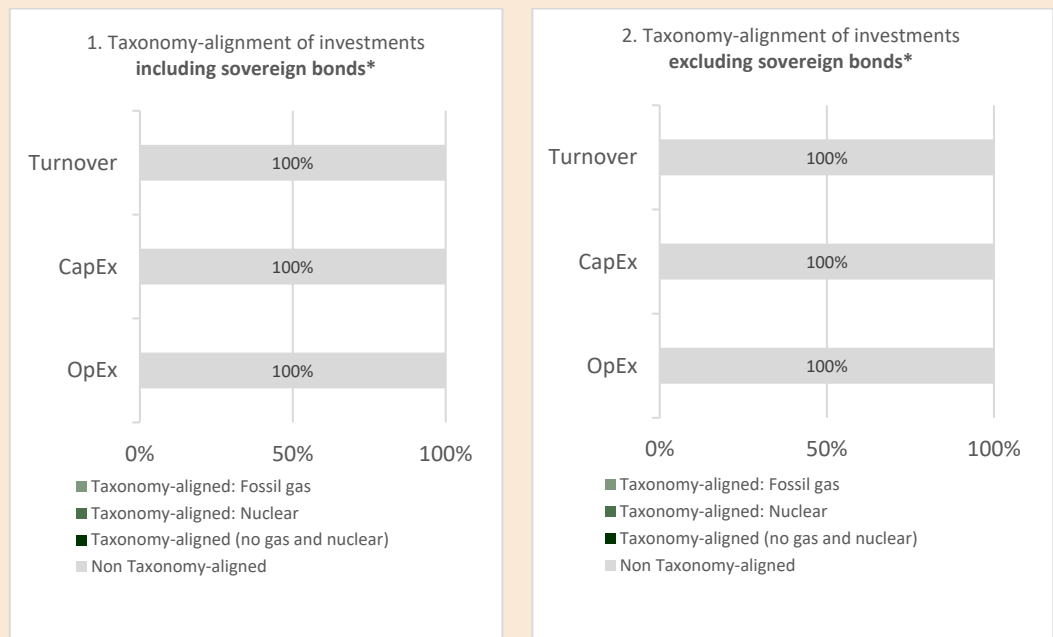 1. Taxonomy-alignment of investments
including sovereign bonds*
Turnover
100%
CapEx
100%
OpEx
100%
0%
50%
100%
Taxonomy-aligned: Fossil gas
Taxonomy-aligned: Nuclear
Taxonomy-aligned (no gas and nuclear)
Non Taxonomy-aligned
2. Taxonomy-alignment of investments
excluding sovereign bonds*
Turnover
100%
CapEx
100%
OpEx
100%
0%
50%
100%
Taxonomy-aligned: Fossil gas
Taxonomy-aligned: Nuclear
Taxonomy-aligned (no gas and nuclear)
Non Taxonomy-aligned